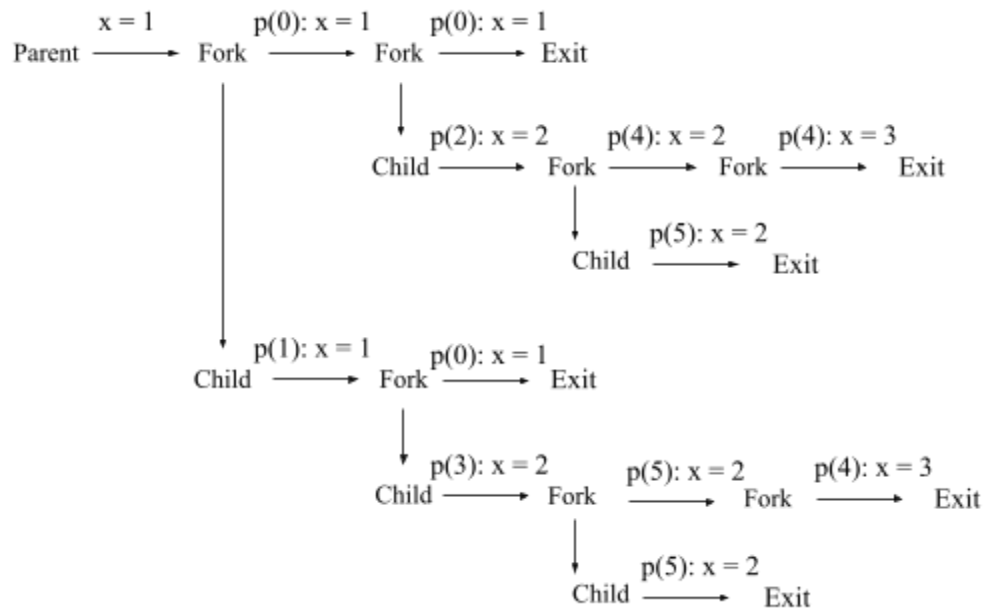 x = 1 p(0): x = 1 p(0): x = 1
Parent Fork Fork Exit
p(2): x = 2 p(4): x = 2 p(4): x = 3
Child Fork Fork Exit
p(5): x = 2
Child Exit
p(1): x = 1 p(0): x = 1
Child Fork Exit
p(3): x = 2 p(5): x = 2 p(4): x = 3
Child Fork Fork Exit
p(5): x = 2
Child Exit